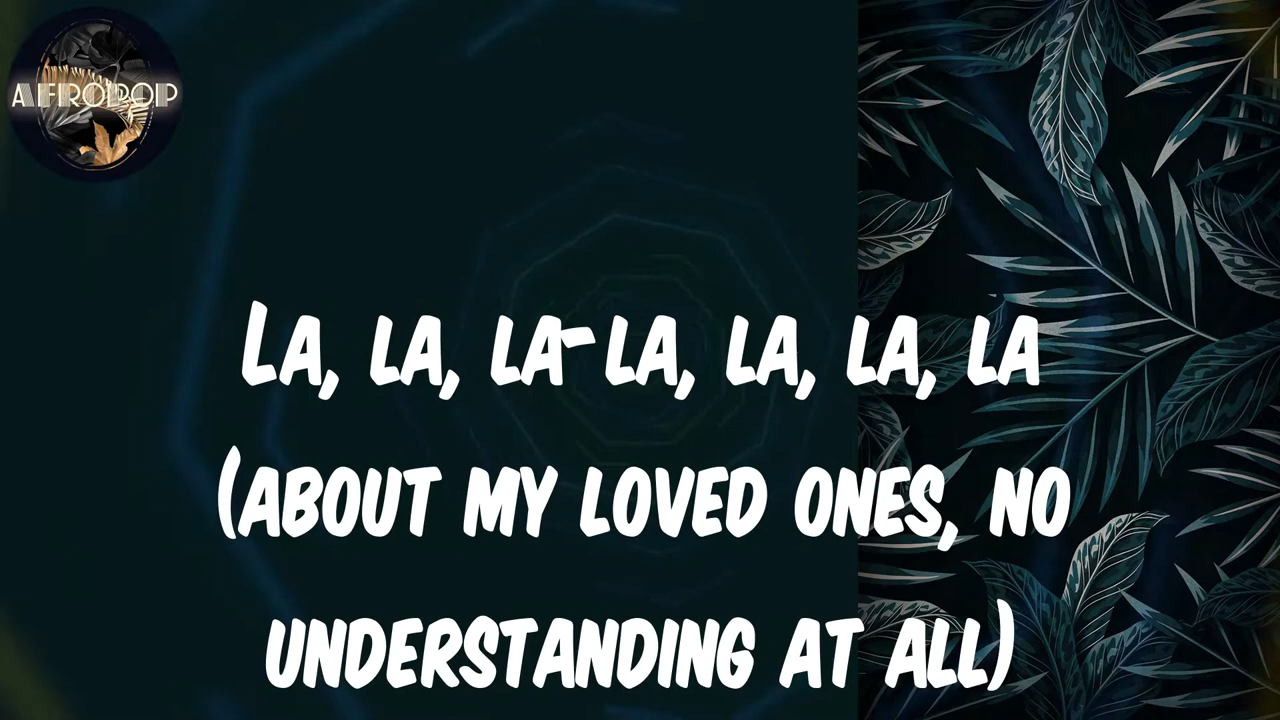 AFROPOP
La, la, la-la, la, la, la
(about my loved ones, no
understanding at all)